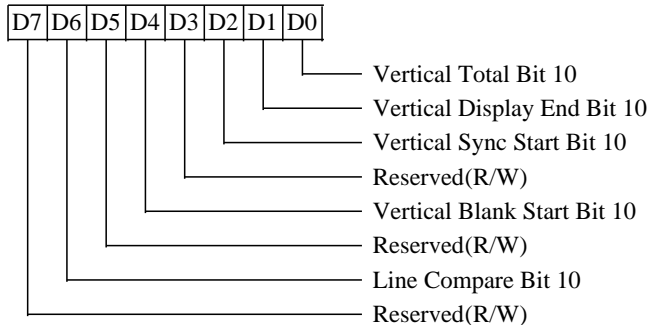 D7 D6 D5 D4 D3 D2 D1 D0
Vertical Total Bit 10
Vertical Display End Bit 10
Vertical Sync Start Bit 10
Reserved(R/W)
Vertical Blank Start Bit 10
Reserved(R/W)
Line Compare Bit 10
Reserved(R/W)